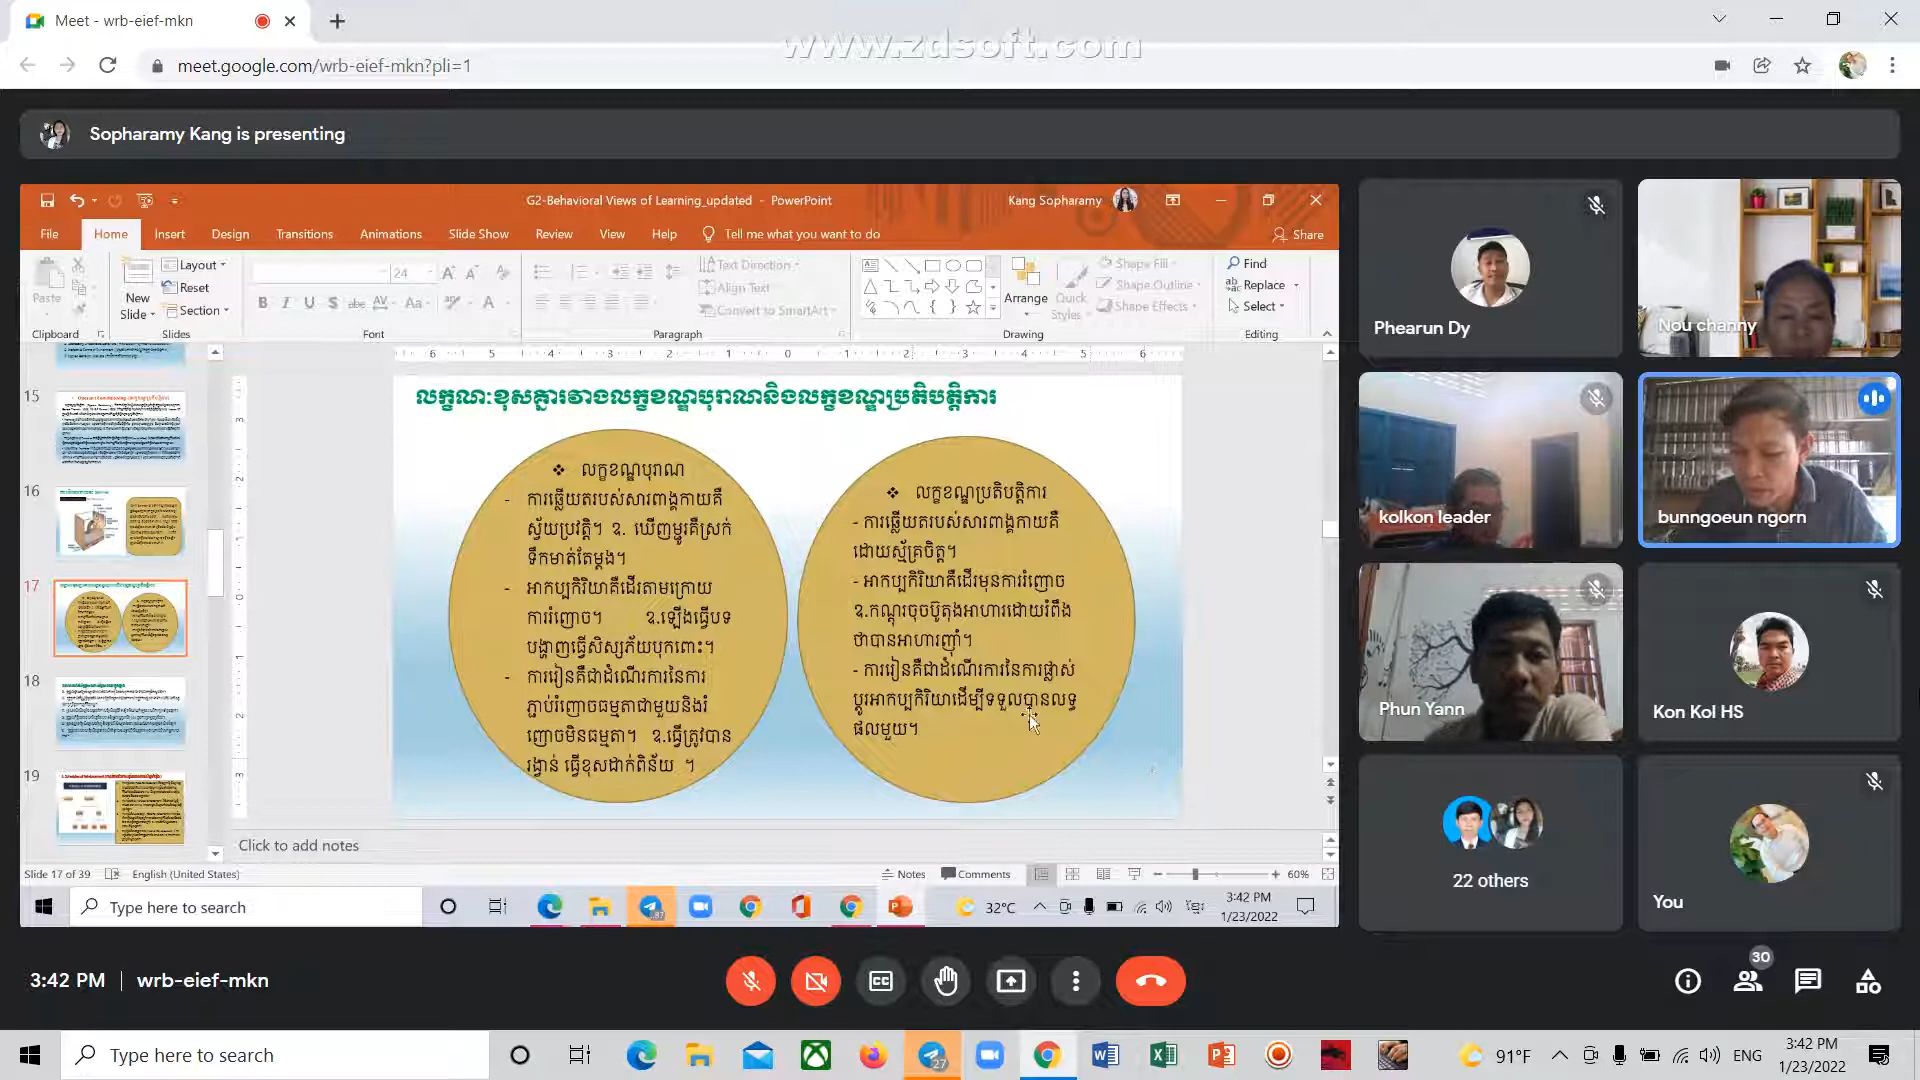 Meet - wrb-eief-mkn
www.zdsoft.com
meet.google.com/wrb-eief-mkn?pli=1
Sopharamy Kang is presenting
G2-Behavioral Views of Learning_updated - PowerPoint
Kang Sopharamy
File Home Insert Design Transitions Animations Slide Show Review View Help Tell me what you want to do Share
Paste
New Slide
Layout
Reset
Section
24
Text Direction
Align Text
Convert to SmartArt
Arrange
Quick Styles
Shape Fill
Shape Outline
Shape Effects
Find
Replace
Select
Clipboard Slides Font Paragraph Drawing Editing
15
16
17
18
19
លក្ខណៈខុសគ្នារវាងលក្ខខណ្ឌបុរាណនិងលក្ខខណ្ឌប្រតិបត្តិការ
❖ លក្ខខណ្ឌបុរាណ
- ការឆ្លើយតបរបស់សារពាង្គកាយគឺ
ស្វ័យប្រវត្តិ។ ឧ. ឃើញម្ជូរគឺស្រក់
ទឹកមាត់តែម្តង។
- អាកប្បកិរិយាគឺដើរតាមក្រោយ
ការរំញោច។ ឧ.ឡើងធ្វើបទ
បង្ហាញធ្វើសិស្សភ័យបុកពោះ។
- ការរៀនគឺជាដំណើរការនៃការ
ភ្ជាប់រំញោចធម្មតាជាមួយនិងរំ
ញោចមិនធម្មតា។ ឧ.ធ្វើត្រូវបាន
រង្វាន់ ធ្វើខុសដាក់ពិន័យ ។
❖ លក្ខខណ្ឌប្រតិបត្តិការ
- ការឆ្លើយតបរបស់សារពាង្គកាយគឺ
ដោយស្ម័គ្រចិត្ត។
- អាកប្បកិរិយាគឺដើរមុនការរំញោច
ឧ.កណ្តុរចុចប៊ូតុងអាហារដោយរំពឹង
ថាបានអាហារញ៉ាំ។
- ការរៀនគឺជាដំណើរការនៃការផ្លាស់
ប្តូរអាកប្បកិរិយាដើម្បីទទួលបានលទ្ធ
ផលមួយ។
Click to add notes
Slide 17 of 39 English (United States) Notes Comments 60%
Type here to search
87
32°C
3:42 PM
1/23/2022
Phearun Dy
Nou channy
kolkon leader
bunngoeun ngorn
Phun Yann
Kon Kol HS
22 others
You
3:42 PM | wrb-eief-mkn
30
Type here to search
27
91°F
ENG
3:42 PM
1/23/2022